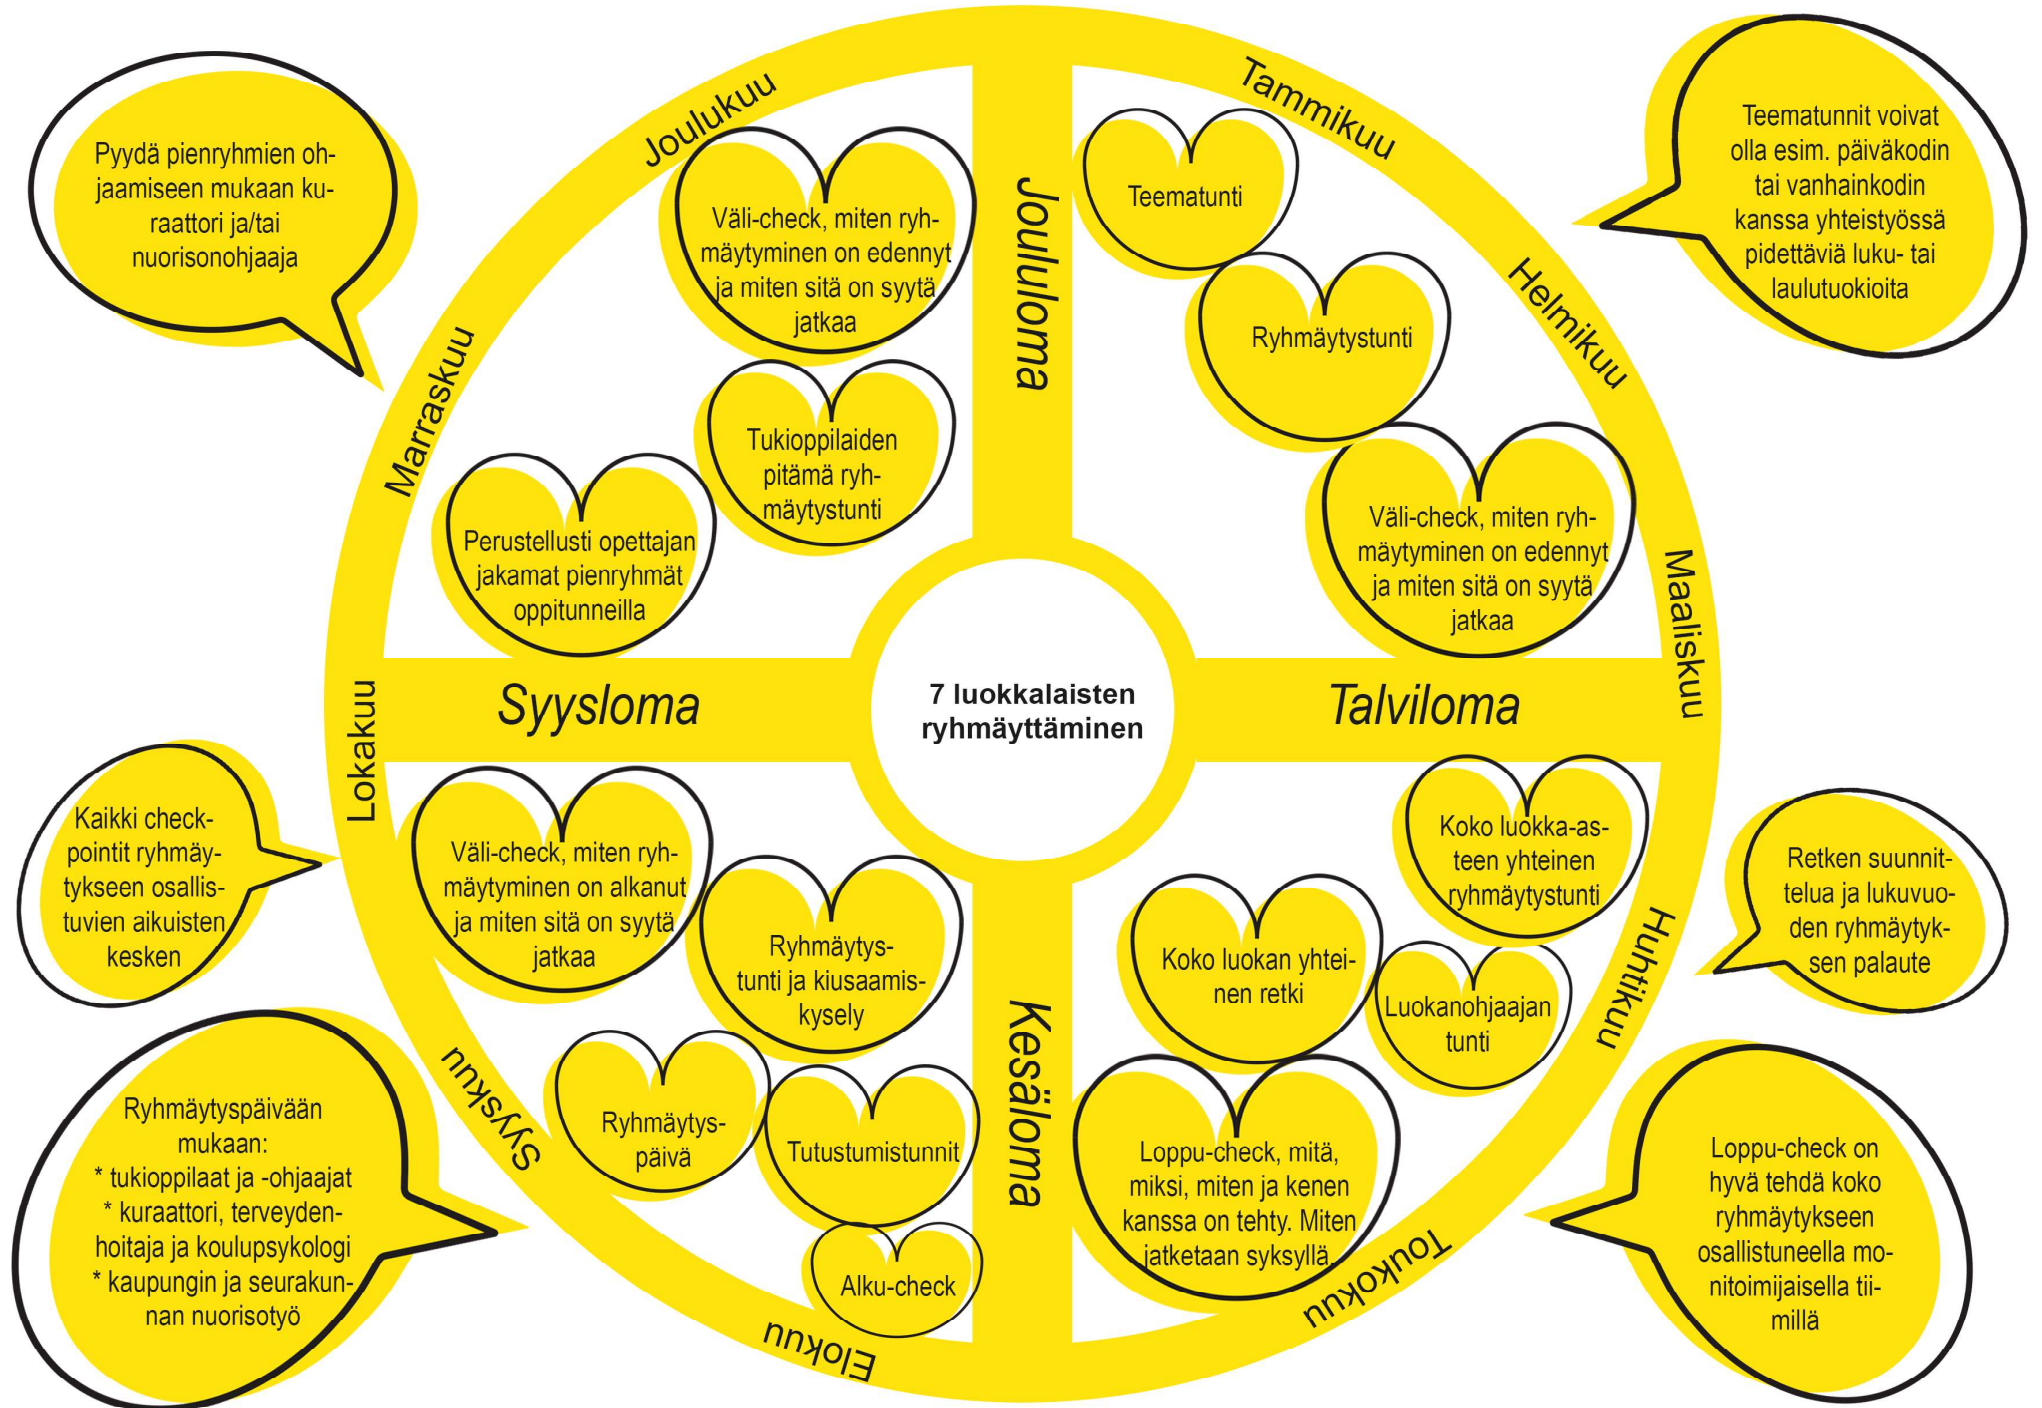 Joulukuu
Tammikuu
Helmikuu
Maaliskuu
Huhtikuu
Toukokuu
Elokuu
Syyskuu
Lokakuu
Marraskuu
Pyydä pienryhmien oh-
jaamiseen mukaan ku-
raattori ja/tai
nuorisonohjaaja
Väli-check, miten ryh-
mäytyminen on edennyt
ja miten sitä on syytä
jatkaa
Tukioppilaiden
pitämä ryh-
mäytystunti
Perustellusti opettajan
jakamat pienryhmät
oppitunneilla
Joululoma
Teematunti
Ryhmäytystunti
Väli-check, miten ryh-
mäytyminen on edennyt
ja miten sitä on syytä
jatkaa
Teematunnit voivat
olla esim. päiväkodin
tai vanhainkodin
kanssa yhteistyössä
pidettäviä luku- tai
laulutuokioita
Syysloma
7 luokkalaisten
ryhmäyttäminen
Talviloma
Kaikki check-
pointit ryhmäy-
tykseen osallis-
tuvien aikuisten
kesken
Väli-check, miten ryh-
mäytyminen on alkanut
ja miten sitä on syytä
jatkaa
Ryhmäytys-
tunti ja kiusaamis-
kysely
Ryhmäytys-
päivä
Tutustumistunnit
Alku-check
Kesäloma
Koko luokka-as-
teen yhteinen
ryhmäytystunti
Koko luokan yhtei-
nen retki
Luokanohjaajan
tunti
Loppu-check, mitä,
miksi, miten ja kenen
kanssa on tehty. Miten
jatketaan syksyllä.
Retken suunnit-
telua ja lukuvuo-
den ryhmäytyk-
sen palaute
Ryhmäytyspäivään
mukaan:
* tukioppilaat ja -ohjaajat
* kuraattori, terveyden-
hoitaja ja koulupsykologi
* kaupungin ja seurakun-
nan nuorisotyö
Loppu-check on
hyvä tehdä koko
ryhmäytykseen
osallistuneella mo-
nitoimijaisella tii-
millä